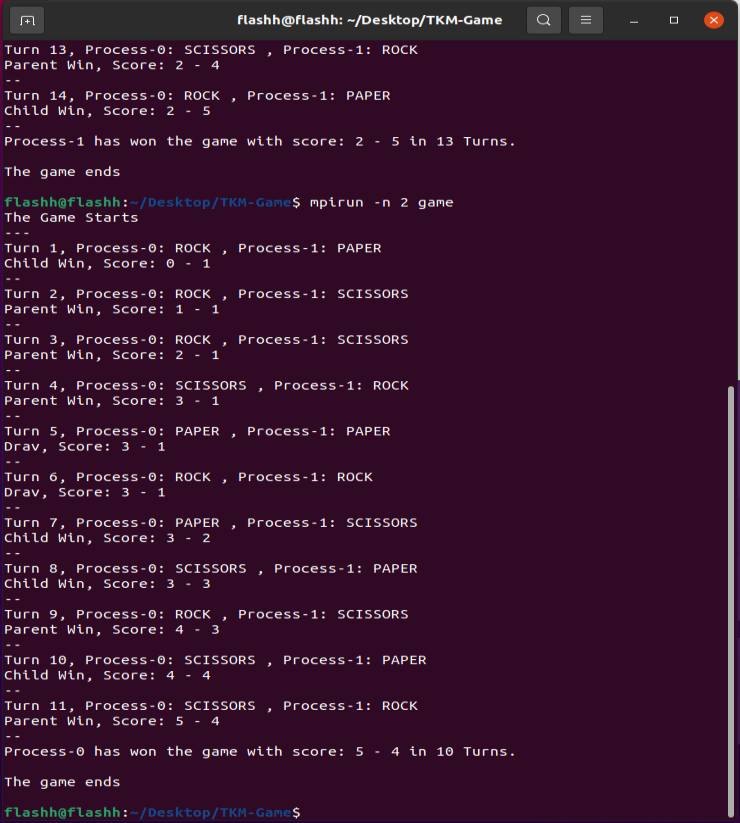 flashh@flashh: ~/Desktop/TKM-Game
Turn 13, Process-0: SCISSORS , Process-1: ROCK
Parent Win, Score: 2 - 4
--
Turn 14, Process-0: ROCK , Process-1: PAPER
Child Win, Score: 2 - 5
--
Process-1 has won the game with score: 2 - 5 in 13 Turns.
The game ends
flashh@flashh:~/Desktop/TKM-Game$ mpirun -n 2 game
The Game Starts
---
Turn 1, Process-0: ROCK , Process-1: PAPER
Child Win, Score: 0 - 1
--
Turn 2, Process-0: ROCK , Process-1: SCISSORS
Parent Win, Score: 1 - 1
--
Turn 3, Process-0: ROCK , Process-1: SCISSORS
Parent Win, Score: 2 - 1
--
Turn 4, Process-0: SCISSORS , Process-1: ROCK
Parent Win, Score: 3 - 1
--
Turn 5, Process-0: PAPER , Process-1: PAPER
Drav, Score: 3 - 1
--
Turn 6, Process-0: ROCK , Process-1: ROCK
Drav, Score: 3 - 1
--
Turn 7, Process-0: PAPER , Process-1: SCISSORS
Child Win, Score: 3 - 2
--
Turn 8, Process-0: SCISSORS , Process-1: PAPER
Child Win, Score: 3 - 3
--
Turn 9, Process-0: ROCK , Process-1: SCISSORS
Parent Win, Score: 4 - 3
--
Turn 10, Process-0: SCISSORS , Process-1: PAPER
Child Win, Score: 4 - 4
--
Turn 11, Process-0: SCISSORS , Process-1: ROCK
Parent Win, Score: 5 - 4
--
Process-0 has won the game with score: 5 - 4 in 10 Turns.
The game ends
flashh@flashh:~/Desktop/TKM-Game$